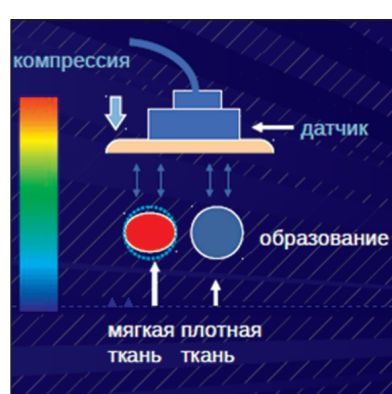 компрессия
датчик
образование
мягкая плотная
ткань ткань